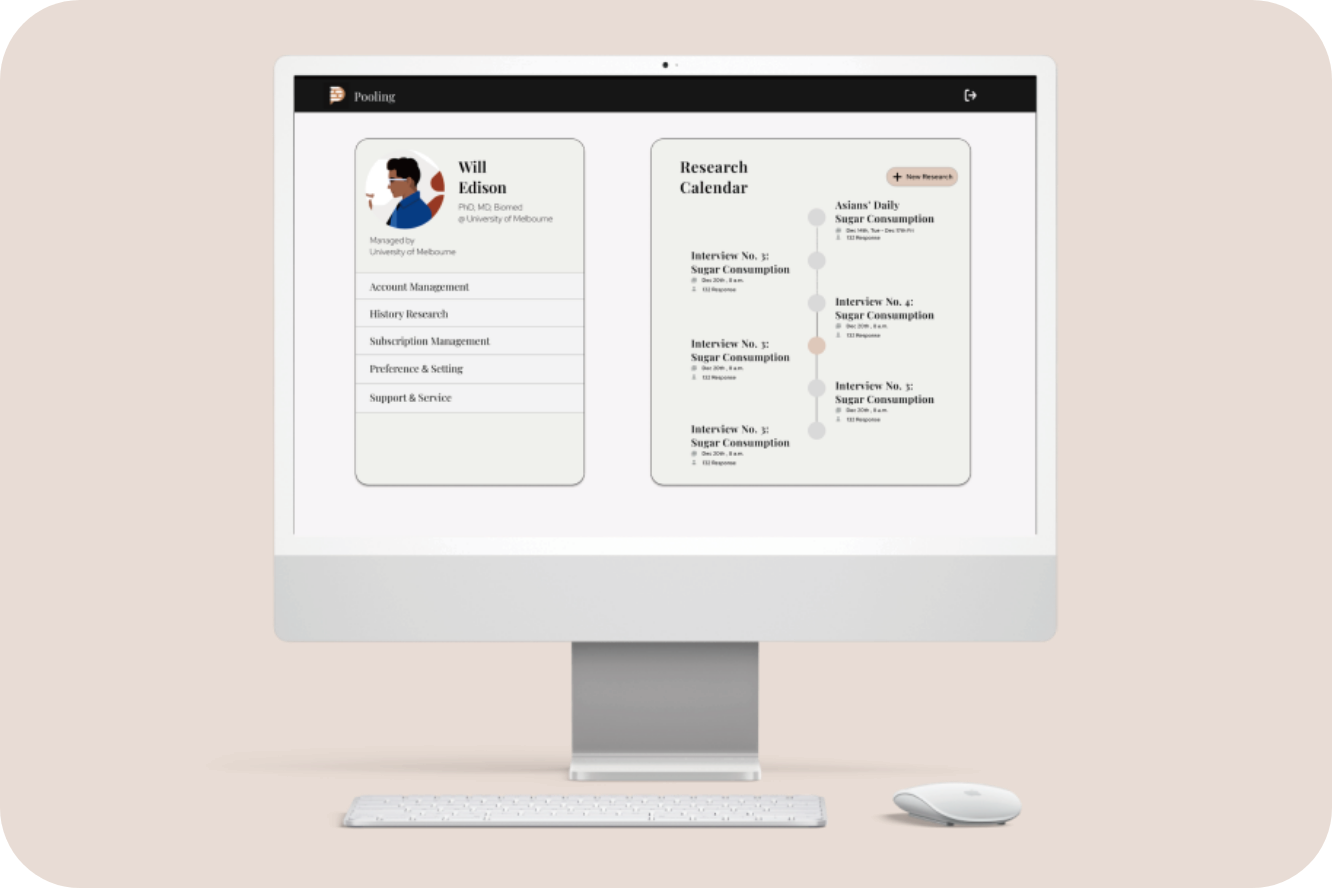 Pooling
Will
Edison
PhD, MD, Biomed
@ University of Melbourne
Managed by
University of Melbourne
Account Management
History Research
Subscription Management
Preference & Setting
Support & Service
Research
Calendar
+ New Research
Asians' Daily
Sugar Consumption
Dec 14th, Tue - Dec 17th Fri
132 Response
Interview No. 3:
Sugar Consumption
Dec 20th , 8 a.m.
132 Response
Interview No. 4:
Sugar Consumption
Dec 20th , 8 a.m.
132 Response
Interview No. 3:
Sugar Consumption
Dec 20th , 8 a.m.
132 Response
Interview No. 3:
Sugar Consumption
Dec 20th , 8 a.m.
132 Response
Interview No. 3:
Sugar Consumption
Dec 20th , 8 a.m.
132 Response